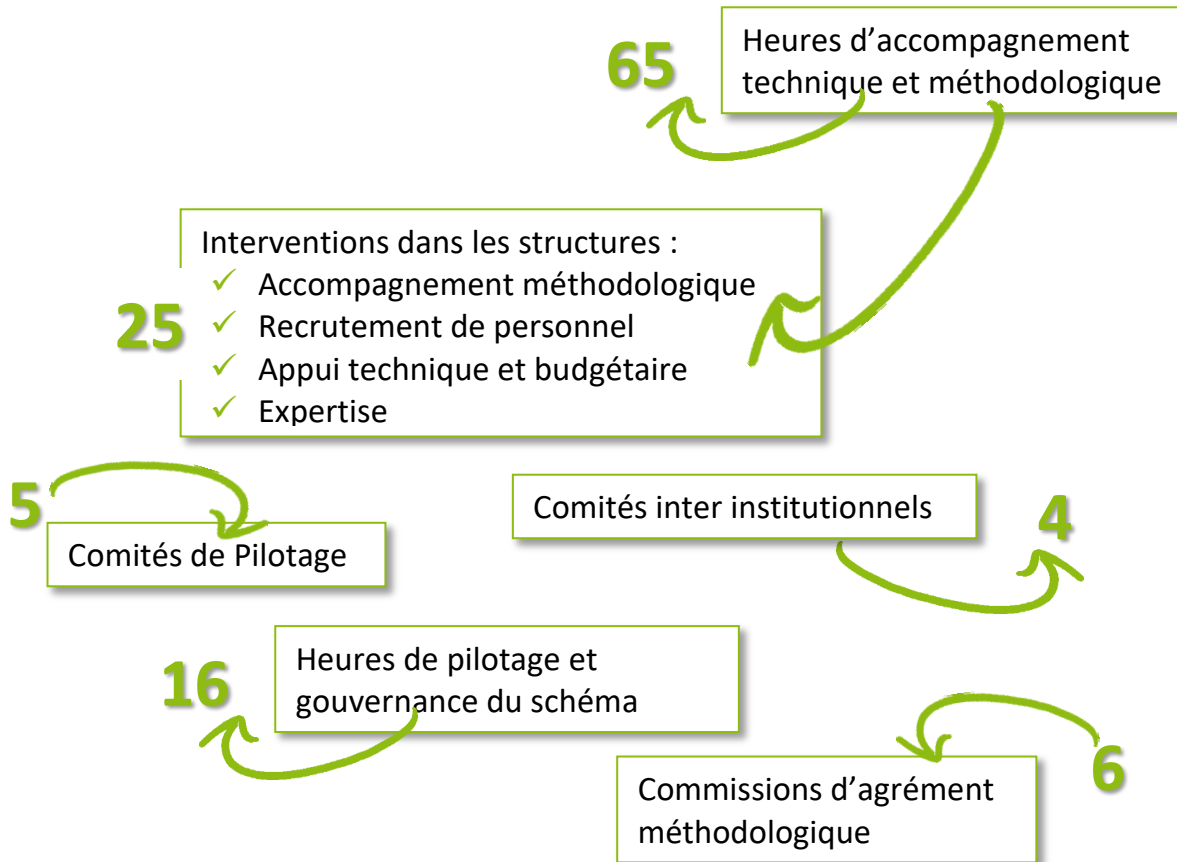 65
Heures d’accompagnement
technique et méthodologique
Interventions dans les structures :
✓ Accompagnement méthodologique
25
✓ Recrutement de personnel
✓ Appui technique et budgétaire
✓ Expertise
5
Comités de Pilotage
Comités inter institutionnels
4
16
Heures de pilotage et
gouvernance du schéma
6
Commissions d’agrément
méthodologique